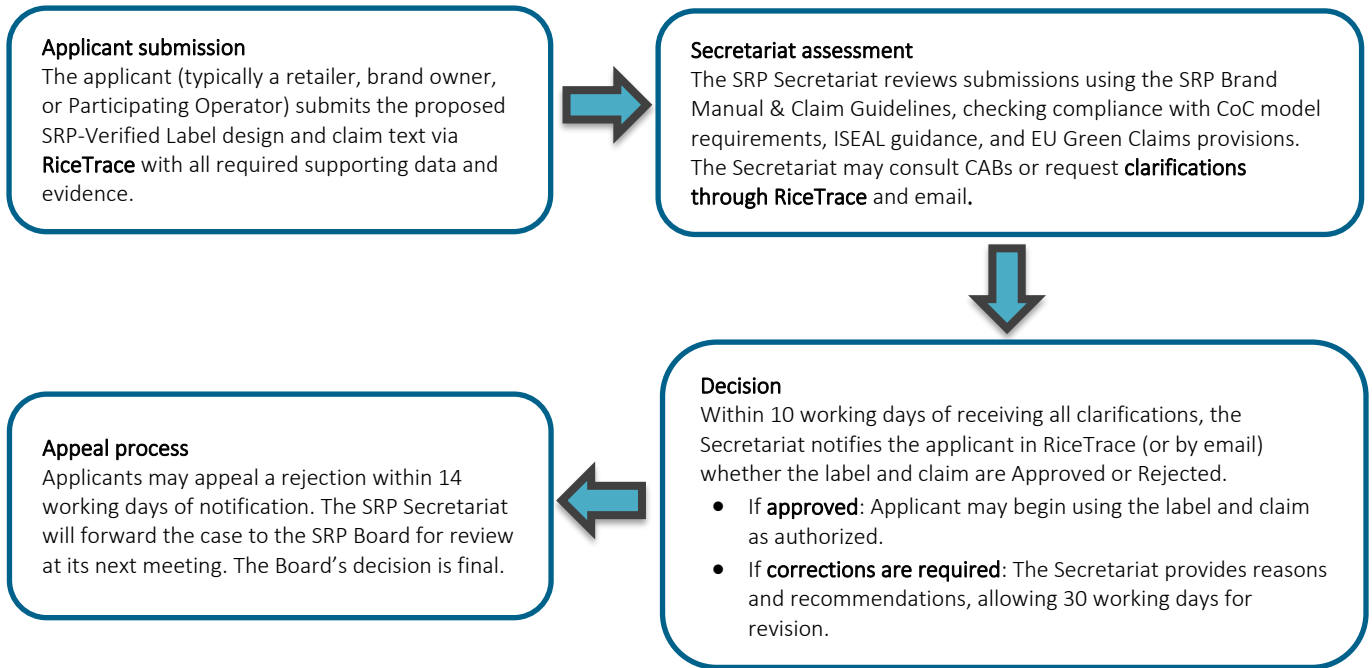 Applicant submission
The applicant (typically a retailer, brand owner,
or Participating Operator) submits the proposed
SRP-Verified Label design and claim text via
RiceTrace with all required supporting data and
evidence.
Secretariat assessment
The SRP Secretariat reviews submissions using the SRP Brand
Manual & Claim Guidelines, checking compliance with CoC model
requirements, ISEAL guidance, and EU Green Claims provisions.
The Secretariat may consult CABs or request clarifications
through RiceTrace and email.
Decision
Within 10 working days of receiving all clarifications, the
Secretariat notifies the applicant in RiceTrace (or by email)
whether the label and claim are Approved or Rejected.
• If approved: Applicant may begin using the label and claim
as authorized.
• If corrections are required: The Secretariat provides reasons
and recommendations, allowing 30 working days for
revision.
Appeal process
Applicants may appeal a rejection within 14
working days of notification. The SRP Secretariat
will forward the case to the SRP Board for review
at its next meeting. The Board’s decision is final.